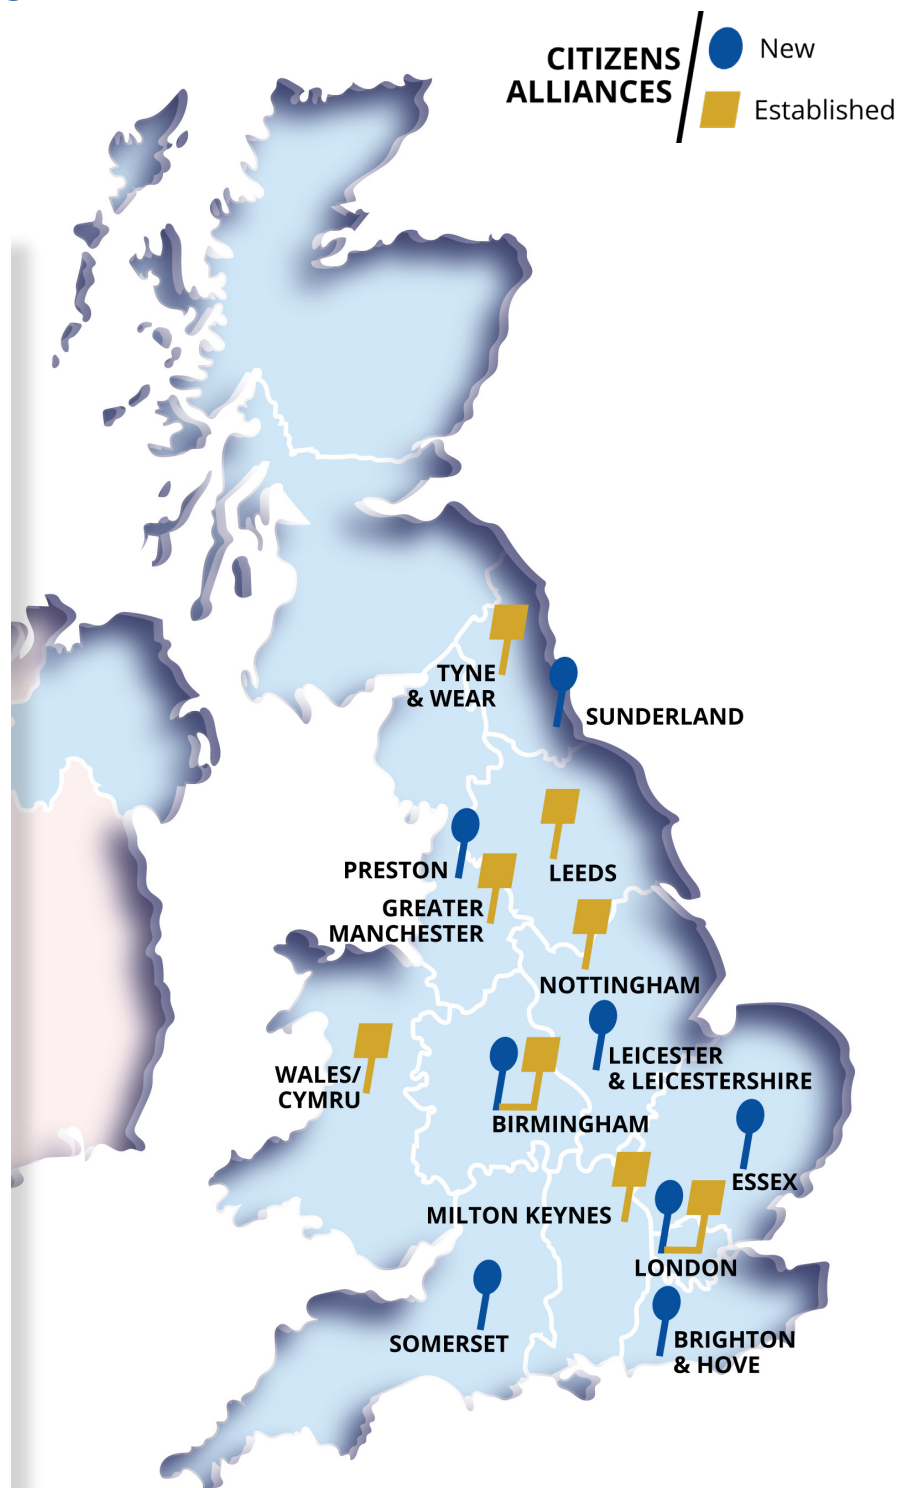 CITIZENS
ALLIANCES
New
Established
TYNE
& WEAR
SUNDERLAND
PRESTON
LEEDS
GREATER
MANCHESTER
NOTTINGHAM
WALES/
CYMRU
LEICESTER
& LEICESTERSHIRE
BIRMINGHAM
ESSEX
MILTON KEYNES
LONDON
SOMERSET
BRIGHTON
& HOVE